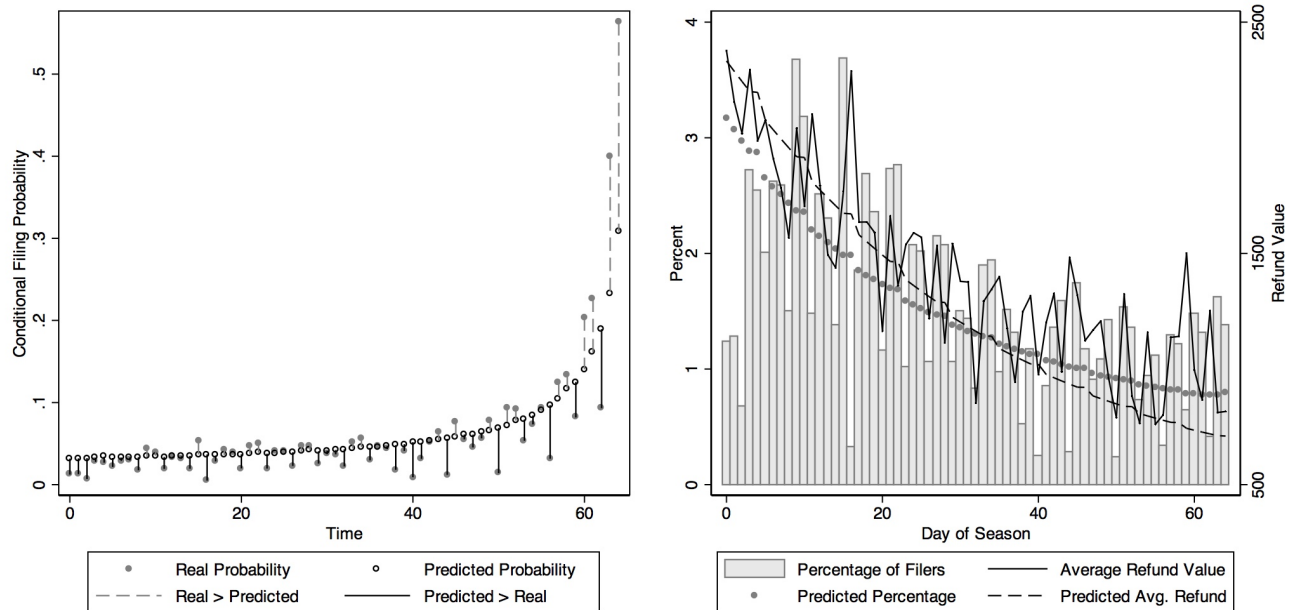 Conditional Filing Probability
.5
.4
.3
.2
.1
0
0 20 40 60
Time
Real Probability
Predicted Probability
Real > Predicted
Predicted > Real
Percent
4
3
2
1
0
2500
1500
500
Refund Value
0 20 40 60
Day of Season
Percentage of Filers
Average Refund Value
Predicted Percentage
Predicted Avg. Refund